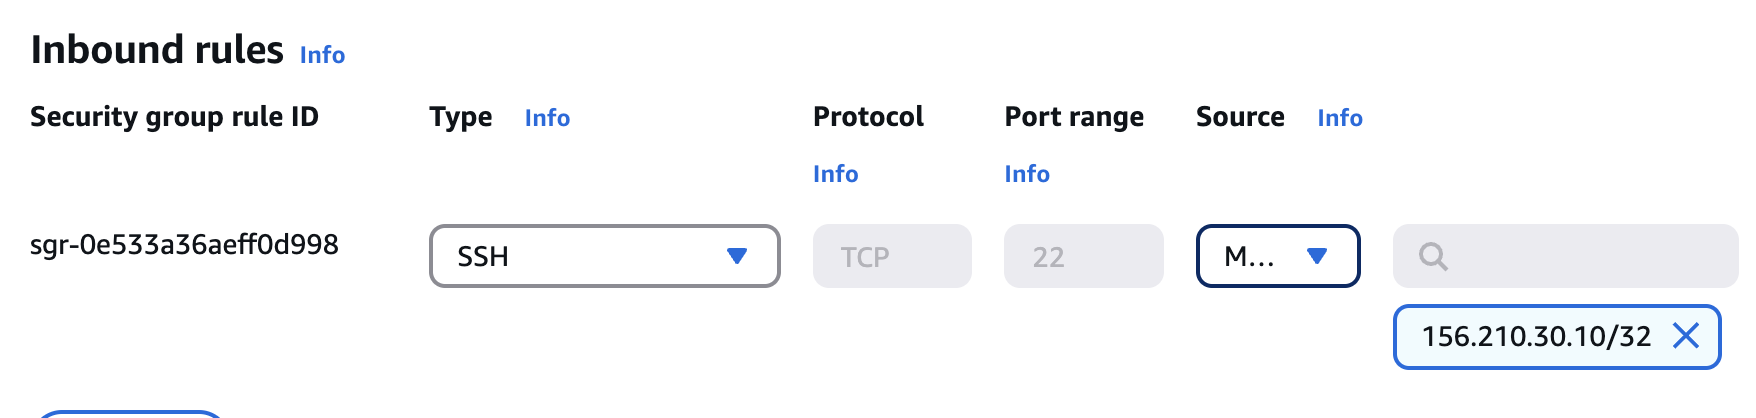 Inbound rules Info
Security group rule ID Type Info Protocol Port range Source Info
Info Info
sgr-0e533a36aeff0d998 SSH TCP 22 M...
156.210.30.10/32